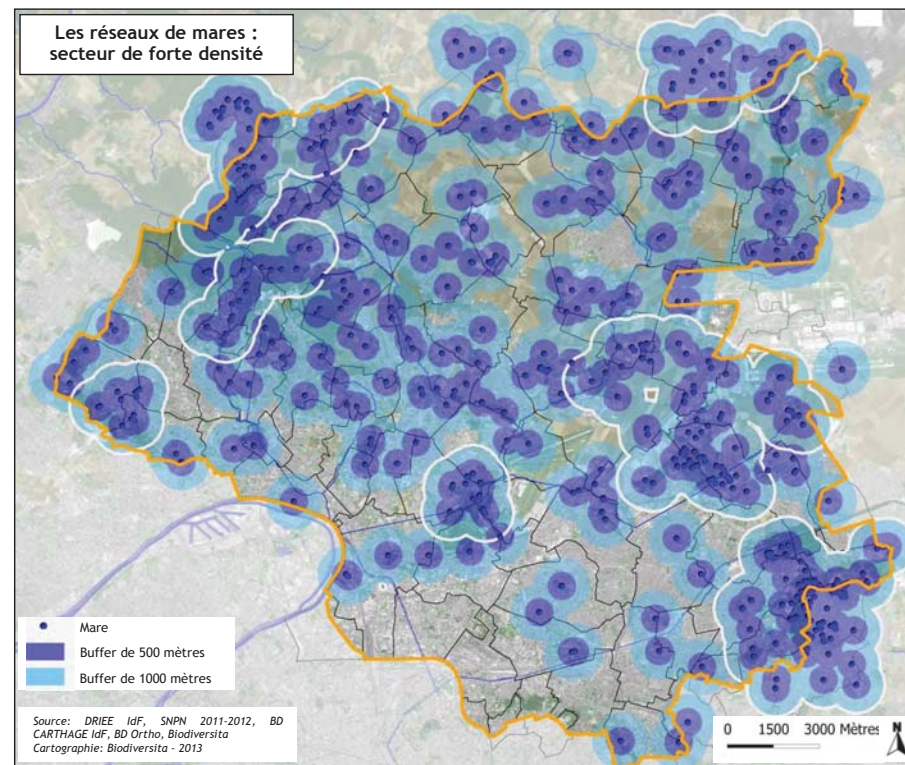 Les réseaux de mares :
secteur de forte densité
Mare
Buffer de 500 mètres
Buffer de 1000 mètres
Source: DRIEE IdF, SNPN 2011-2012, BD
CARTHAGE IdF, BD Ortho, Biodiversita
Cartographie: Biodiversita - 2013
0 1500 3000 Mètres
N